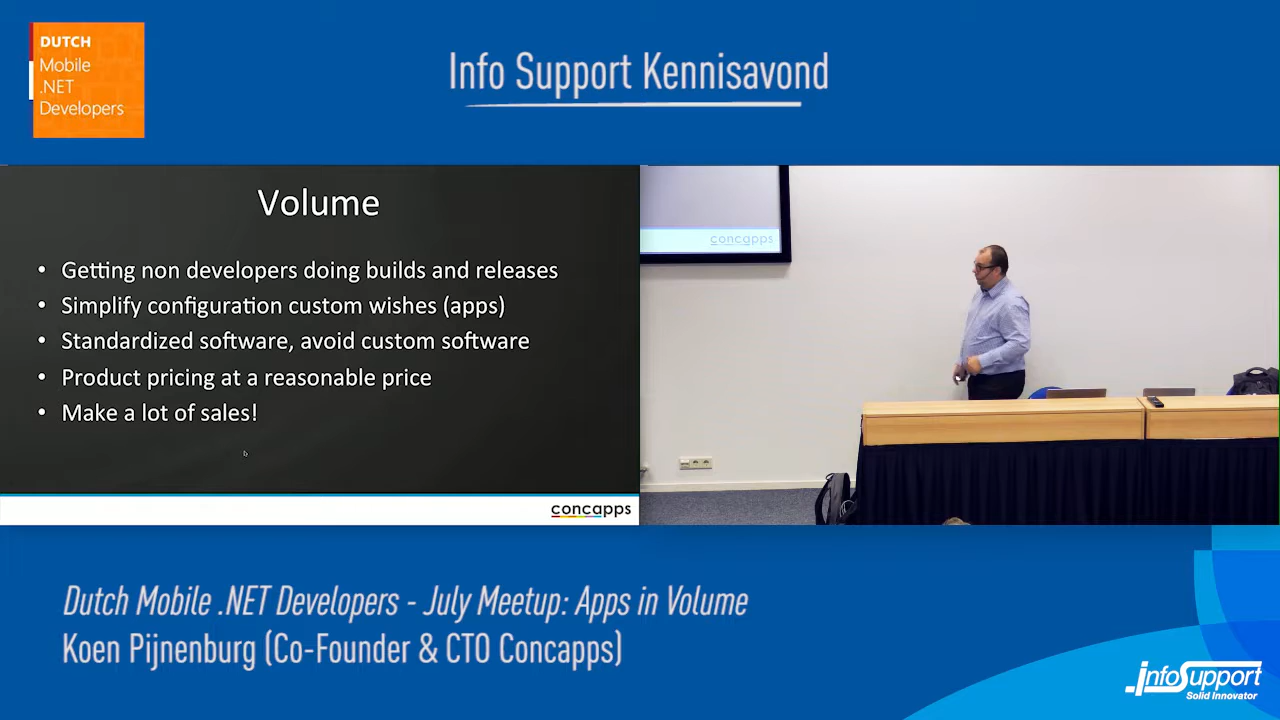 DUTCH
Mobile
.NET
Developers
Info Support Kennisavond
Volume
• Getting non developers doing builds and releases
• Simplify configuration custom wishes (apps)
• Standardized software, avoid custom software
• Product pricing at a reasonable price
• Make a lot of sales!
concapps
concapps
Dutch Mobile .NET Developers - July Meetup: Apps in Volume
Koen Pijnenburg (Co-Founder & CTO Concapps)
infoSupport
Solid Innovator